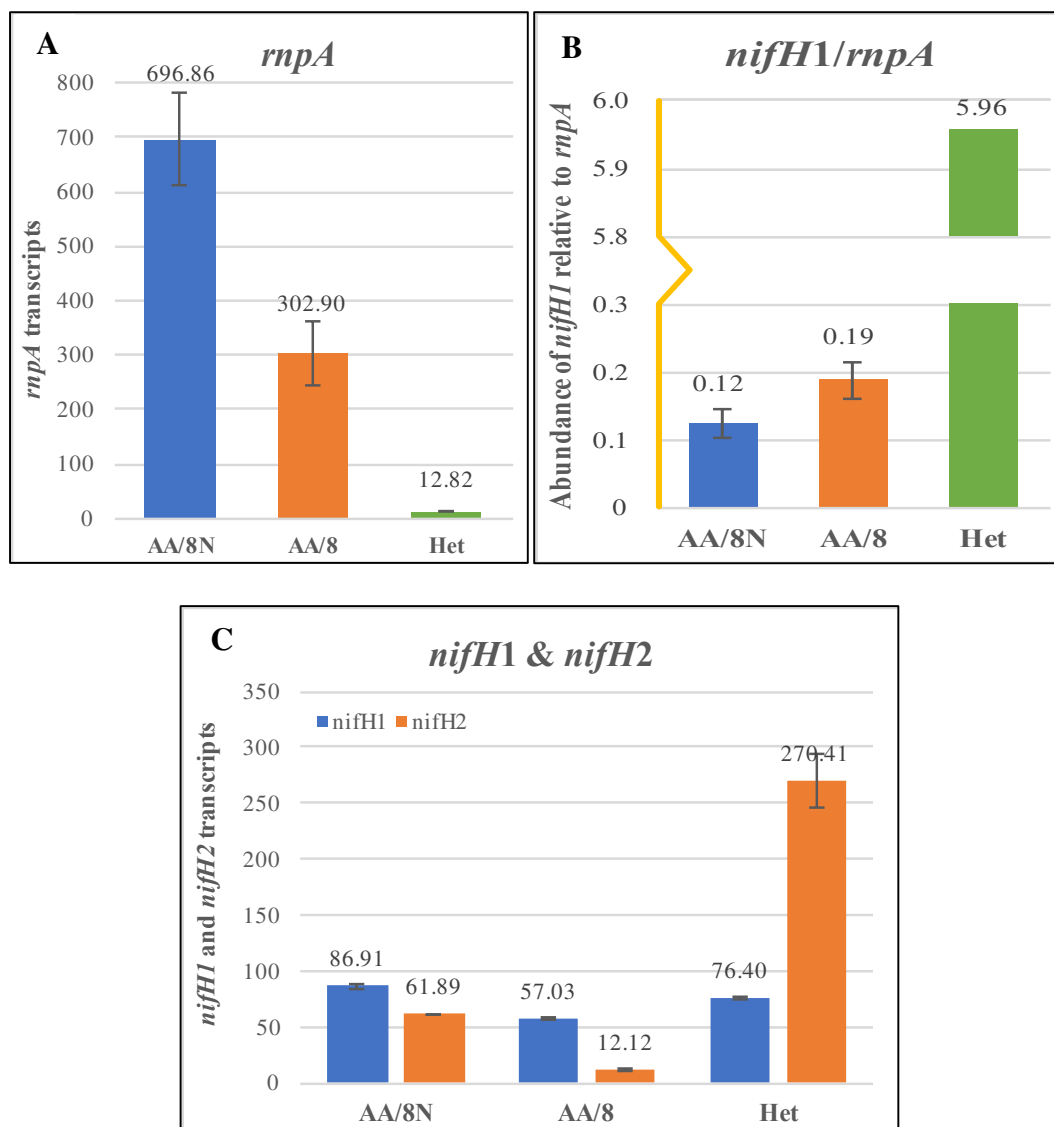 A
rnpA
rnpA transcripts
800
700
600
500
400
300
200
100
0
696.86
302.90
12.82
AA/8N
AA/8
Het
B
nifH1/rnpA
Abundance of nifH1 relative to rnpA
6.0
5.9
5.8
0.3
0.2
0.1
0
0.12
0.19
5.96
AA/8N
AA/8
Het
C
nifH1 & nifH2
nifH1 and nifH2 transcripts
nifH1 nifH2
350
300
250
200
150
100
50
0
86.91
61.89
57.03
12.12
76.40
270.41
AA/8N
AA/8
Het